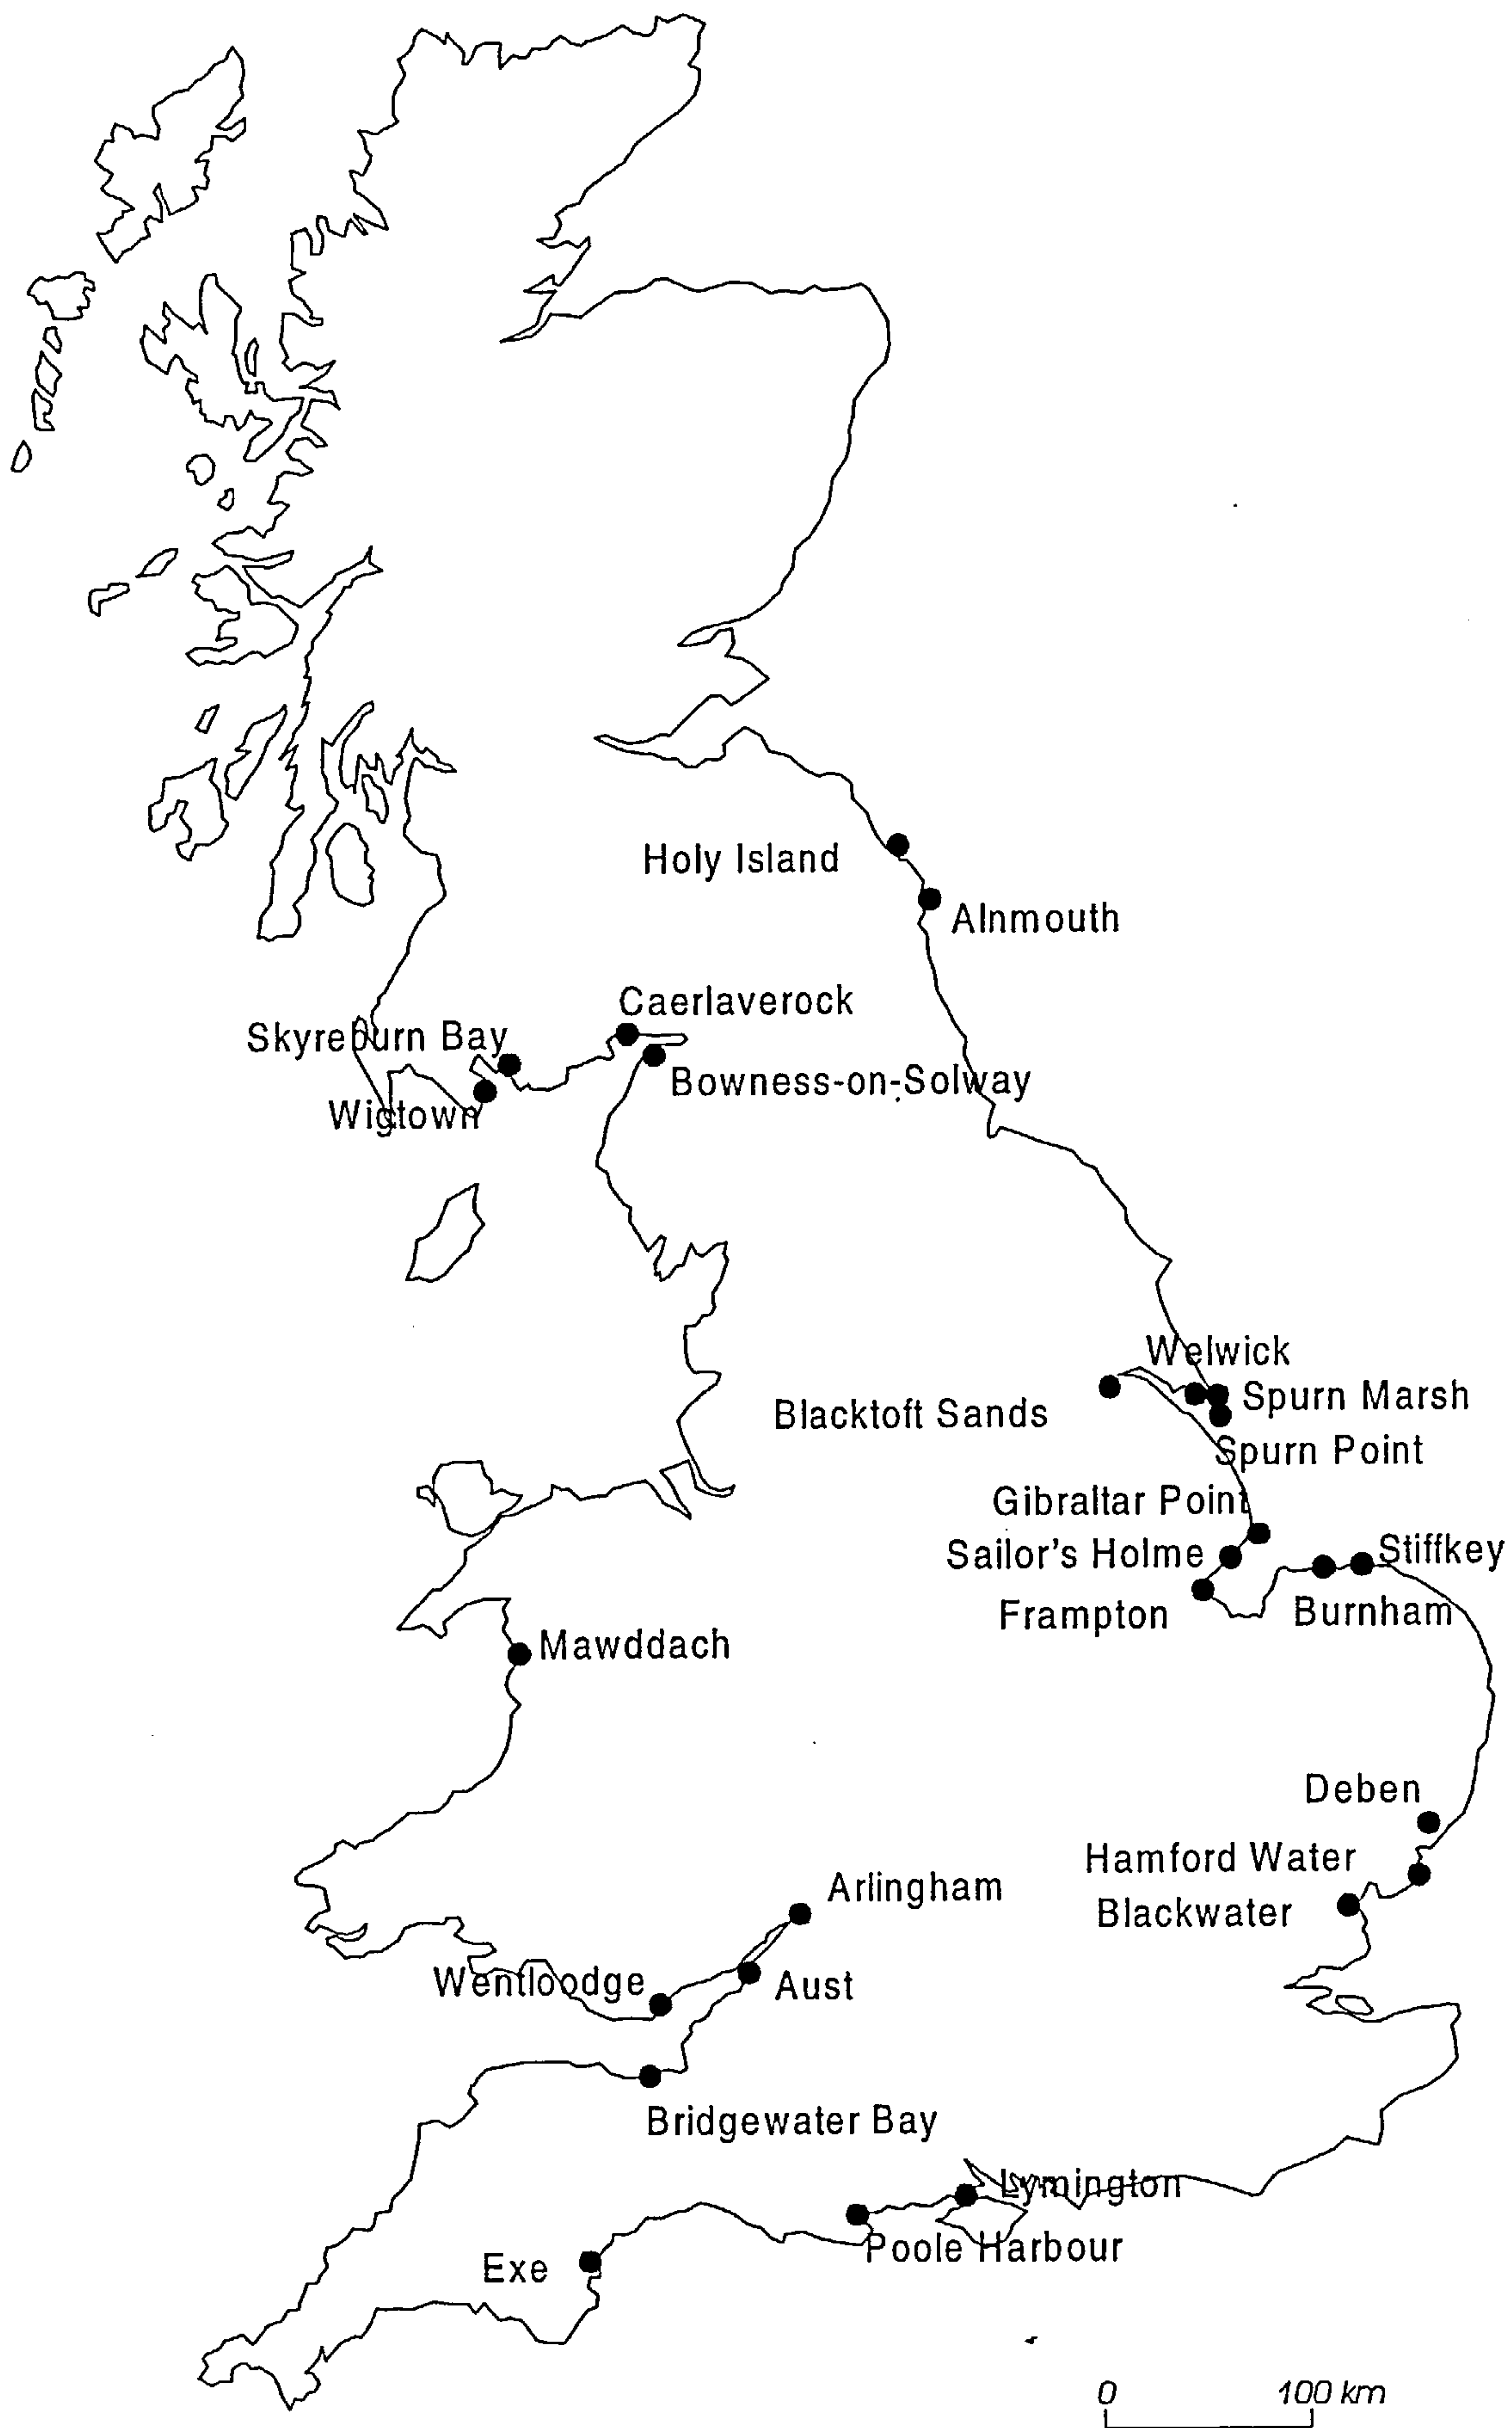 Holy Island
Alnmouth
Caerlaverock
Skyreburn Bay
Bowness-on-Solway
Wigtown
Welwick
Spurn Marsh
Blacktoft Sands
Spurn Point
Gibraltar Point
Sailor's Holme
Stiffkey
Frampton
Burnham
Mawddach
Deben
Hamford Water
Arlingham
Blackwater
Wentloodge
Aust
Bridgewater Bay
Lymington
Poole Harbour
Exe
0 100 km